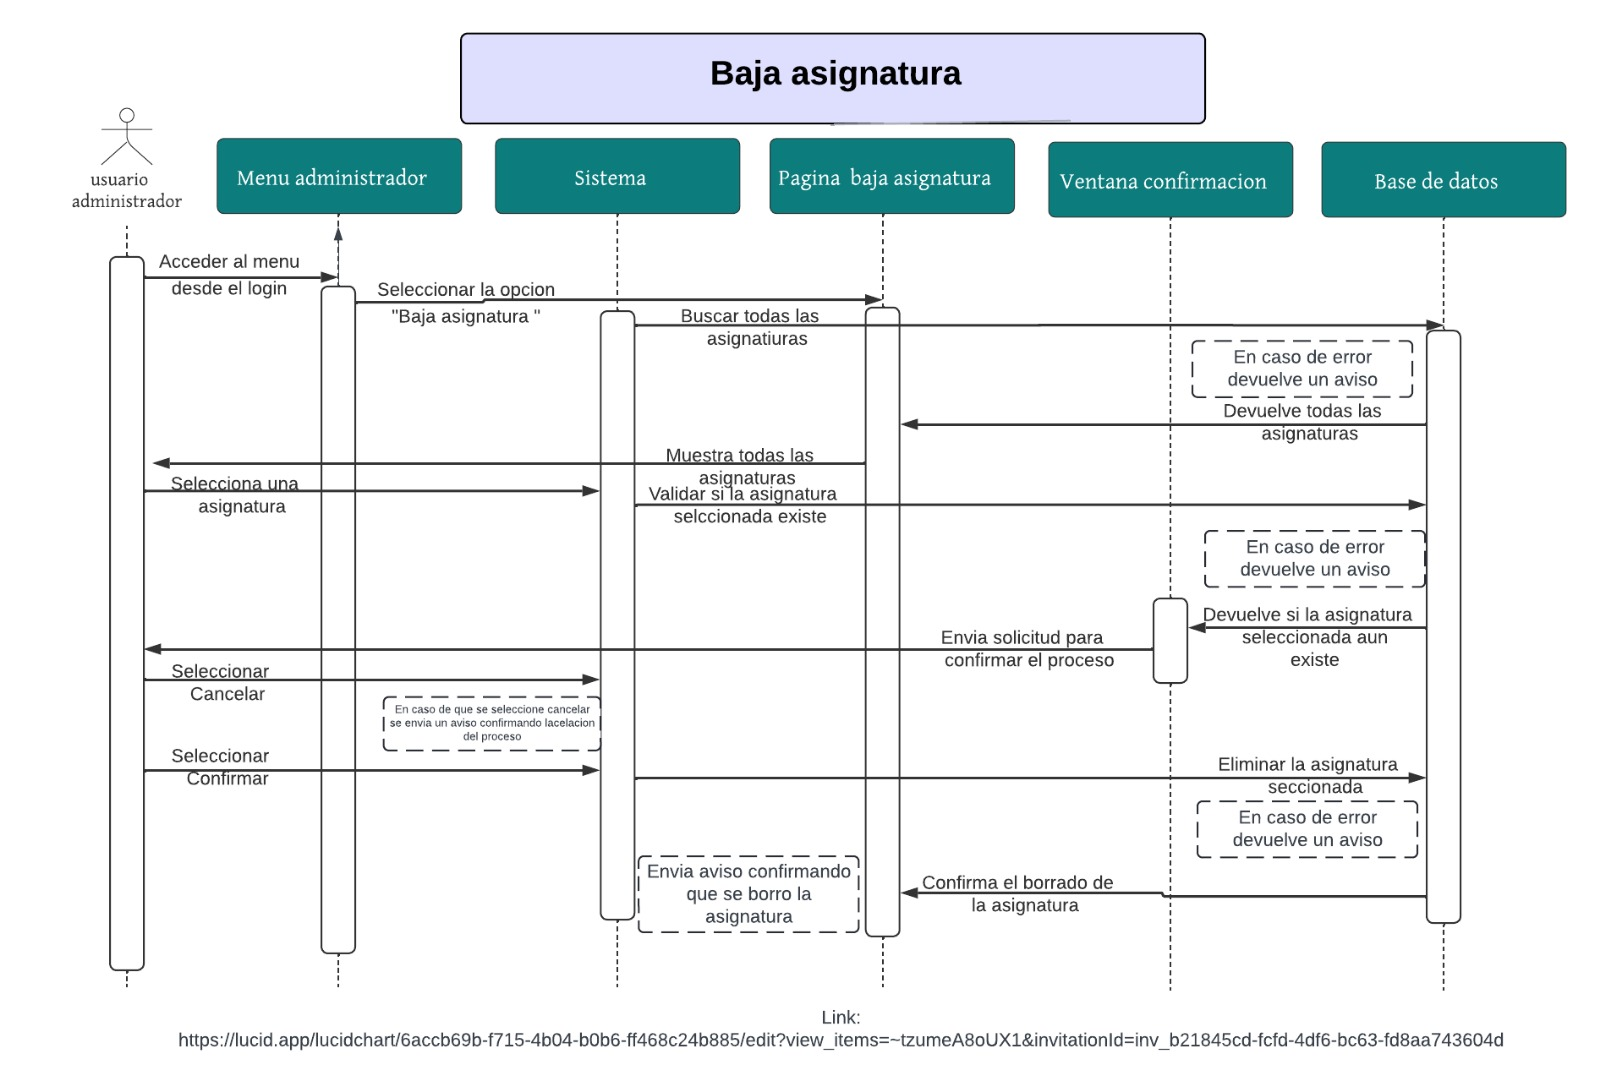 Baja asignatura
usuario
administrador
Menu administrador
Sistema
Pagina baja asignatura
Ventana confirmacion
Base de datos
Acceder al menu
desde el login
Seleccionar la opcion
"Baja asignatura "
Buscar todas las
asignatiuras
En caso de error
devuelve un aviso
Devuelve todas las
asignaturas
Muestra todas las
asignaturas
Selecciona una
asignatura
Validar si la asignatura
selccionada existe
En caso de error
devuelve un aviso
Devuelve si la asignatura
seleccionada aun
existe
Envia solicitud para
confirmar el proceso
Seleccionar
Cancelar
En caso de que se seleccione cancelar
se envia un aviso confirmando lacelacion
del proceso
Seleccionar
Confirmar
Eliminar la asignatura
seccionada
En caso de error
devuelve un aviso
Envia aviso confirmando
que se borro la
asignatura
Confirma el borrado de
la asignatura
Link:
https://lucid.app/lucidchart/6accb69b-f715-4b04-b0b6-ff468c24b885/edit?view_items=~tzumeA8oUX1&invitationId=inv_b21845cd-fcfd-4df6-bc63-fd8aa743604d